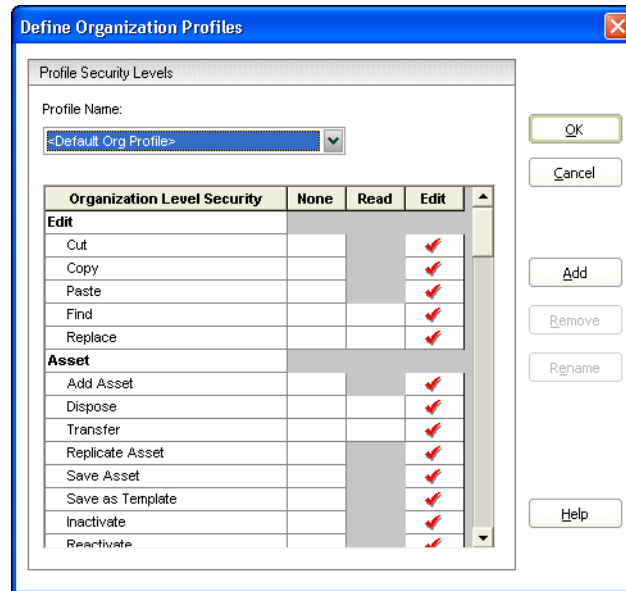 Define Organization Profiles
Profile Security Levels
Profile Name:
<Default Org Profile>
Organization Level Security None Read Edit
Edit
Cut
Copy
Paste
Find
Replace
Asset
Add Asset
Dispose
Transfer
Replicate Asset
Save Asset
Save as Template
Inactivate
Reactivate
OK
Cancel
Add
Remove
Rename
Help